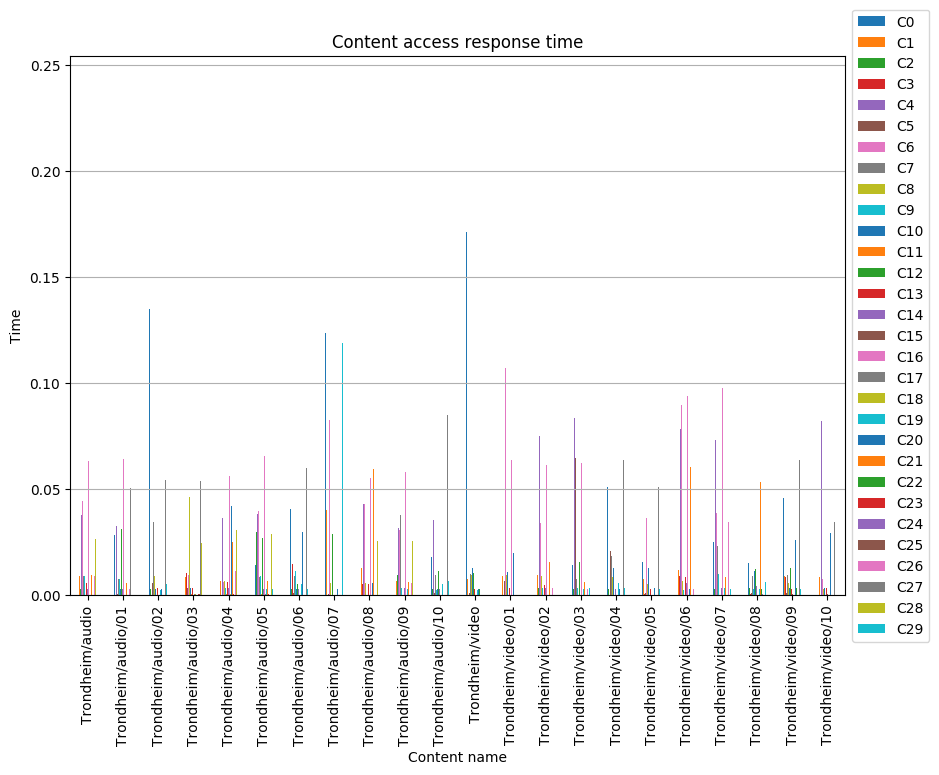 Content access response time
Time
0.25
0.20
0.15
0.10
0.05
0.00
Trondheim/audio
Trondheim/audio/01
Trondheim/audio/02
Trondheim/audio/03
Trondheim/audio/04
Trondheim/audio/05
Trondheim/audio/06
Trondheim/audio/07
Trondheim/audio/08
Trondheim/audio/09
Trondheim/audio/10
Trondheim/video
Trondheim/video/01
Trondheim/video/02
Trondheim/video/03
Trondheim/video/04
Trondheim/video/05
Trondheim/video/06
Trondheim/video/07
Trondheim/video/08
Trondheim/video/09
Trondheim/video/10
Content name
C0
C1
C2
C3
C4
C5
C6
C7
C8
C9
C10
C11
C12
C13
C14
C15
C16
C17
C18
C19
C20
C21
C22
C23
C24
C25
C26
C27
C28
C29